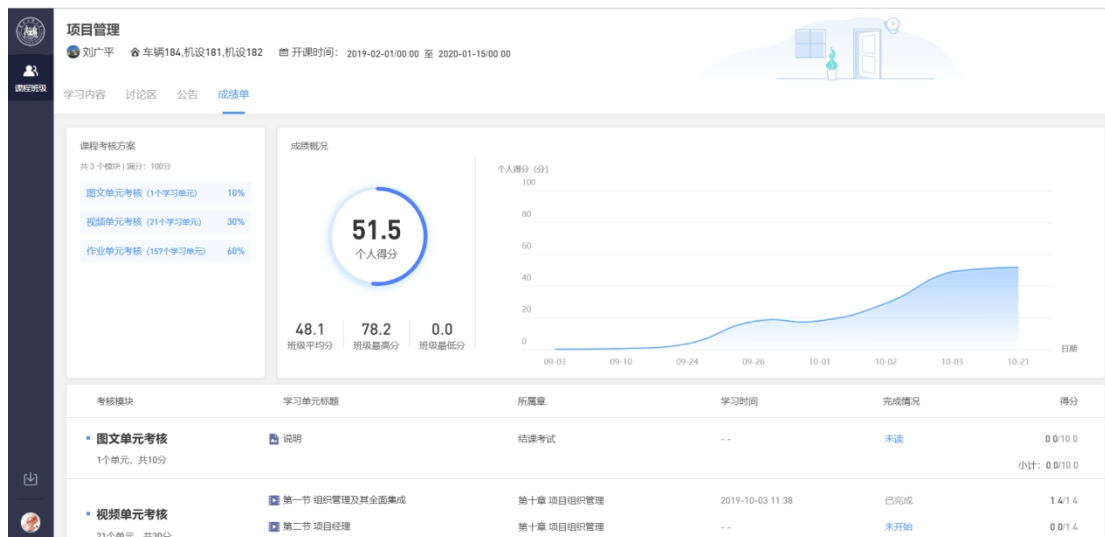 项目管理
刘广平 车辆184,机设181,机设182 开课时间： 2019-02-01/00:00 至 2020-01-15/00:00
课程班级
学习内容 讨论区 公告 成绩单
课程考核方案
共 3 个模块 | 满分：100分
图文单元考核（1个学习单元） 10%
视频单元考核（21个学习单元） 30%
作业单元考核（157个学习单元） 60%
成绩概况
51.5
个人得分
48.1 78.2 0.0
班级平均分 班级最高分 班级最低分
个人得分（分）
100
80
60
40
20
0
09-03 09-10 09-24 09-26 10-01 10-02 10-03 10-21
日期
考核模块 学习单元标题 所属章 学习时间 完成情况 得分
图文单元考核 说明 结课考试 - - 未读 0.0/10.0
1个单元，共10分
小计：0.0/10.0
视频单元考核 第一节 组织管理及其全面集成 第十章 项目组织管理 2019-10-03 11:38 已完成 1.4/1.4
第二节 项目经理 第十章 项目组织管理 - - 未开始 0.0/1.4